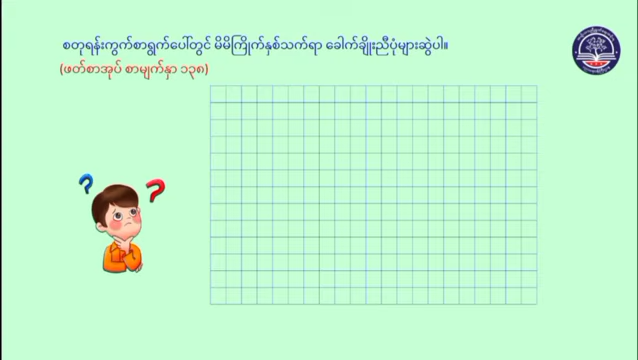 စတုရန်းကွက်စာရွက်ပေါ်တွင် မိမိကြိုက်နှစ်သက်ရာ ခေါက်ချိုးညီပုံများဆွဲပါ။
(ဖတ်စာအုပ် စာမျက်နှာ ၁၃၈)
? ?